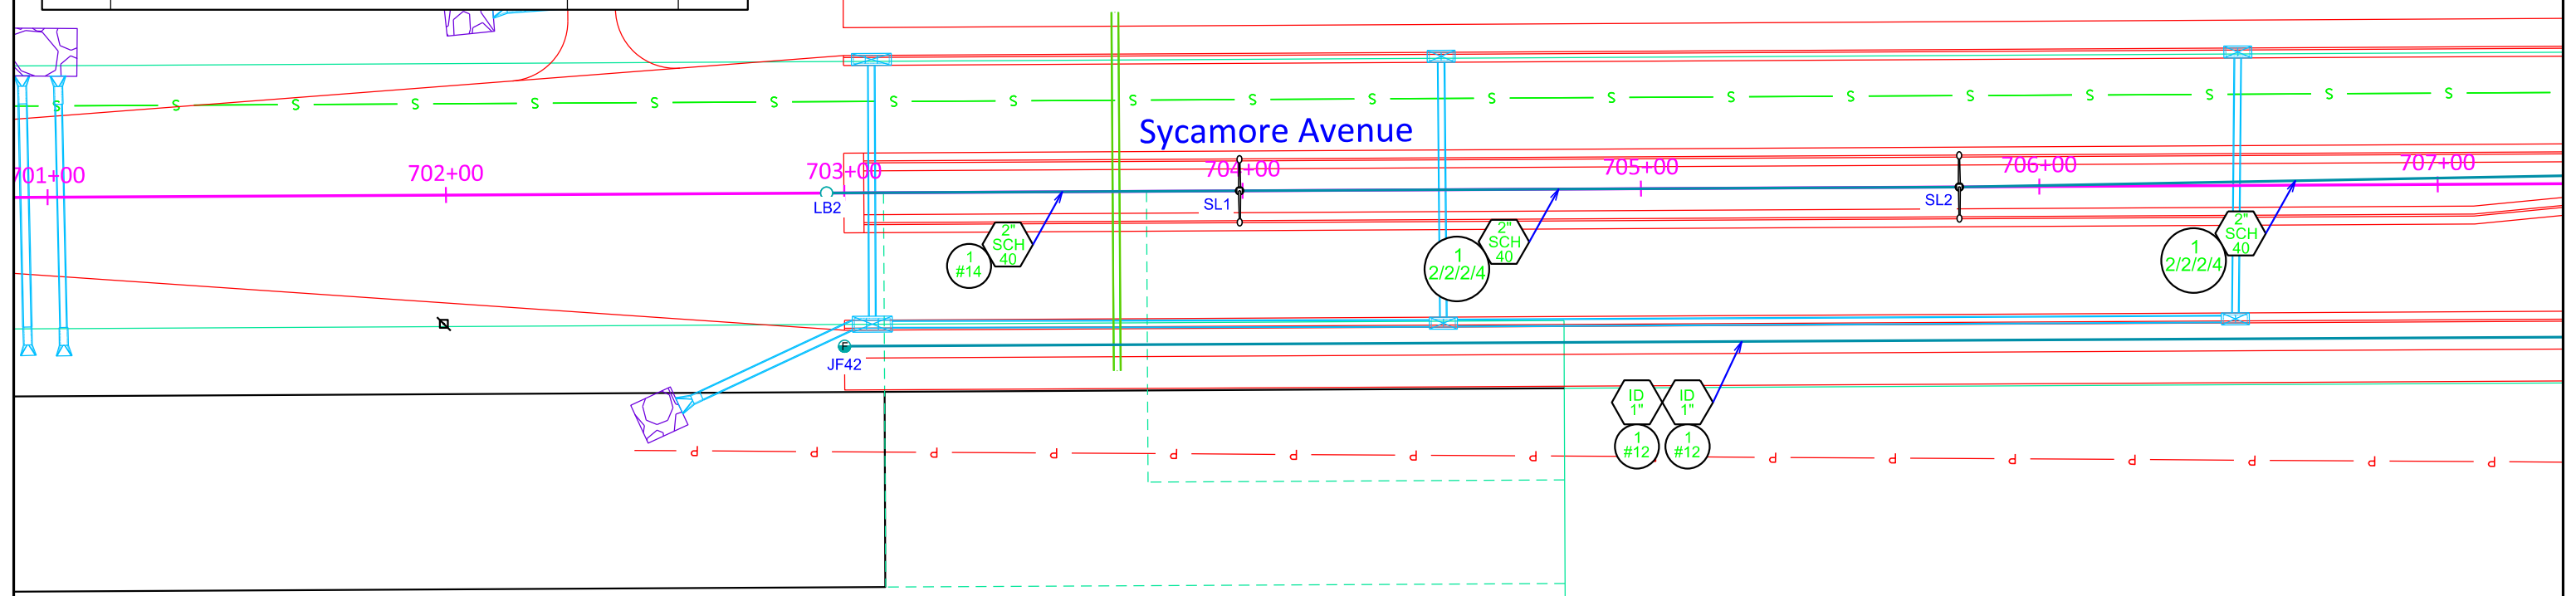 S S S S S S S S S S S S S S S S S S S S S
Sycamore Avenue
701+00
702+00
703+00
704+00
705+00
706+00
707+00
LB2
SL1
SL2
2"
SCH
40
1
#14
2"
SCH
40
1
2/2/2/4
2"
SCH
40
1
2/2/2/4
F
JF42
ID
1"
ID
1"
1
#12
1
#12
P P P P P P P P P P P P P P P